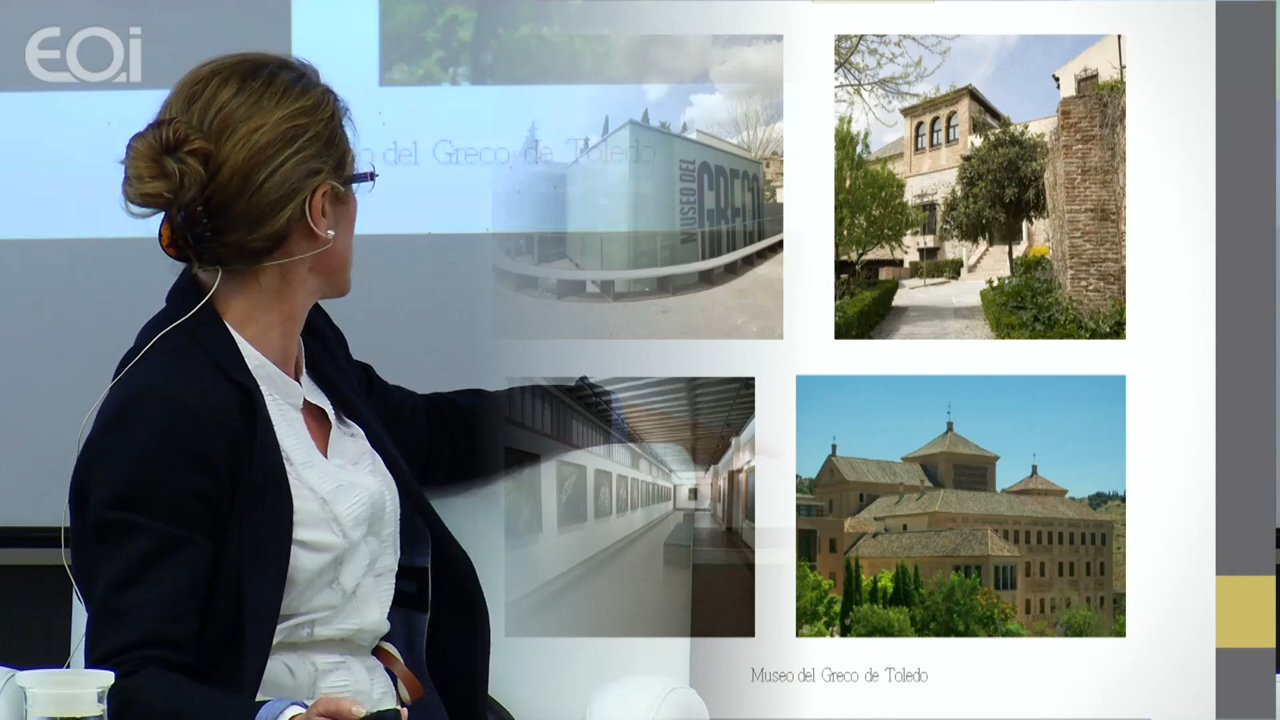 EOi
o del Greco de Toledo
MUSEO DEL
GRECO
Museo del Greco de Toledo